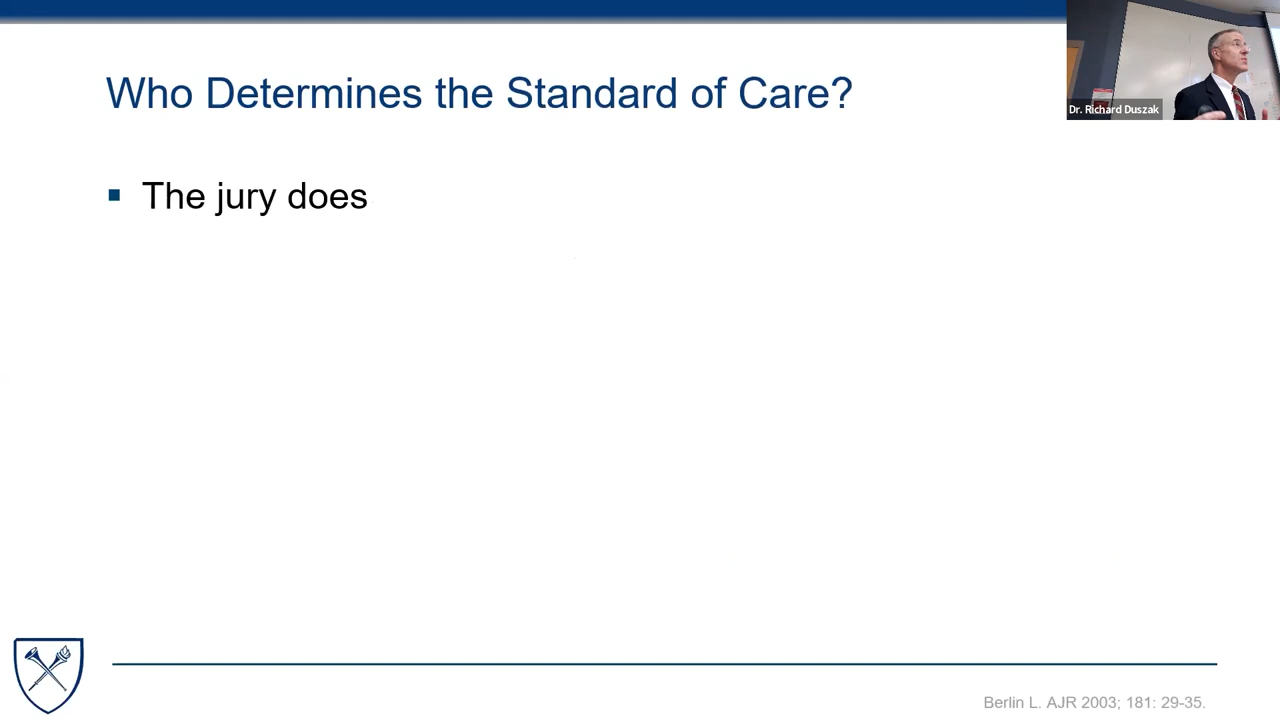 Who Determines the Standard of Care?
Dr. Richard Duszak
▪ The jury does
Berlin L. AJR 2003; 181: 29-35.